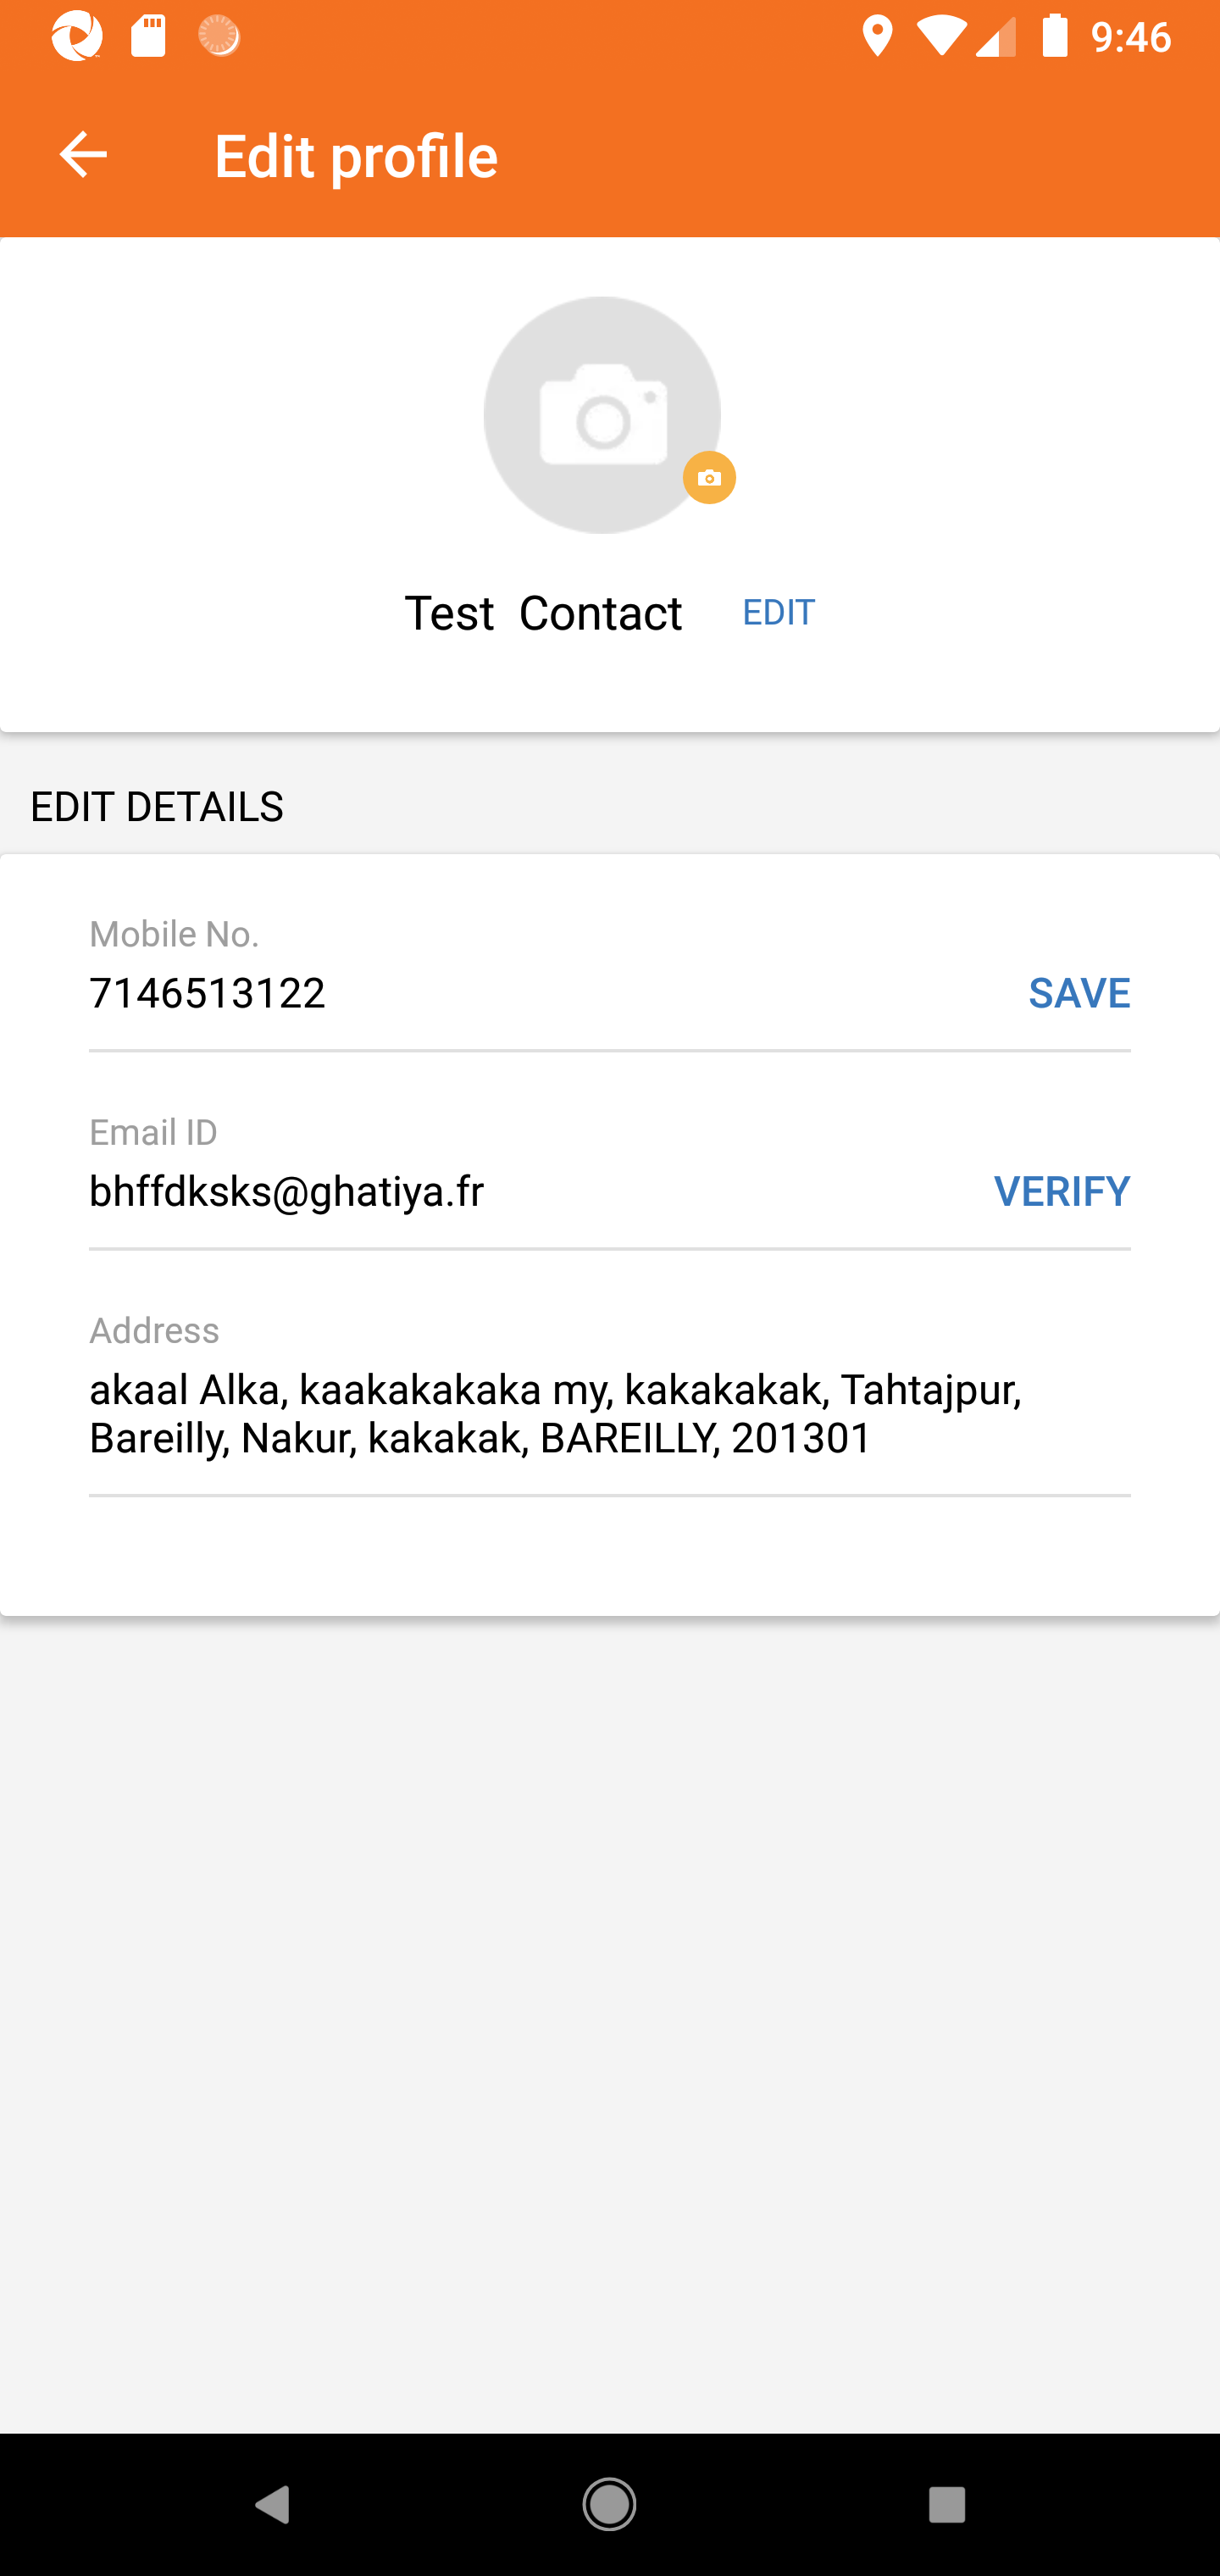 9:46
Edit profile
Test Contact EDIT
EDIT DETAILS
Mobile No.
7146513122 SAVE
Email ID
bhffdksks@ghatiya.fr VERIFY
Address
akaal Alka, kaakakakaka my, kakakakak, Tahtajpur,
Bareilly, Nakur, kakakak, BAREILLY, 201301